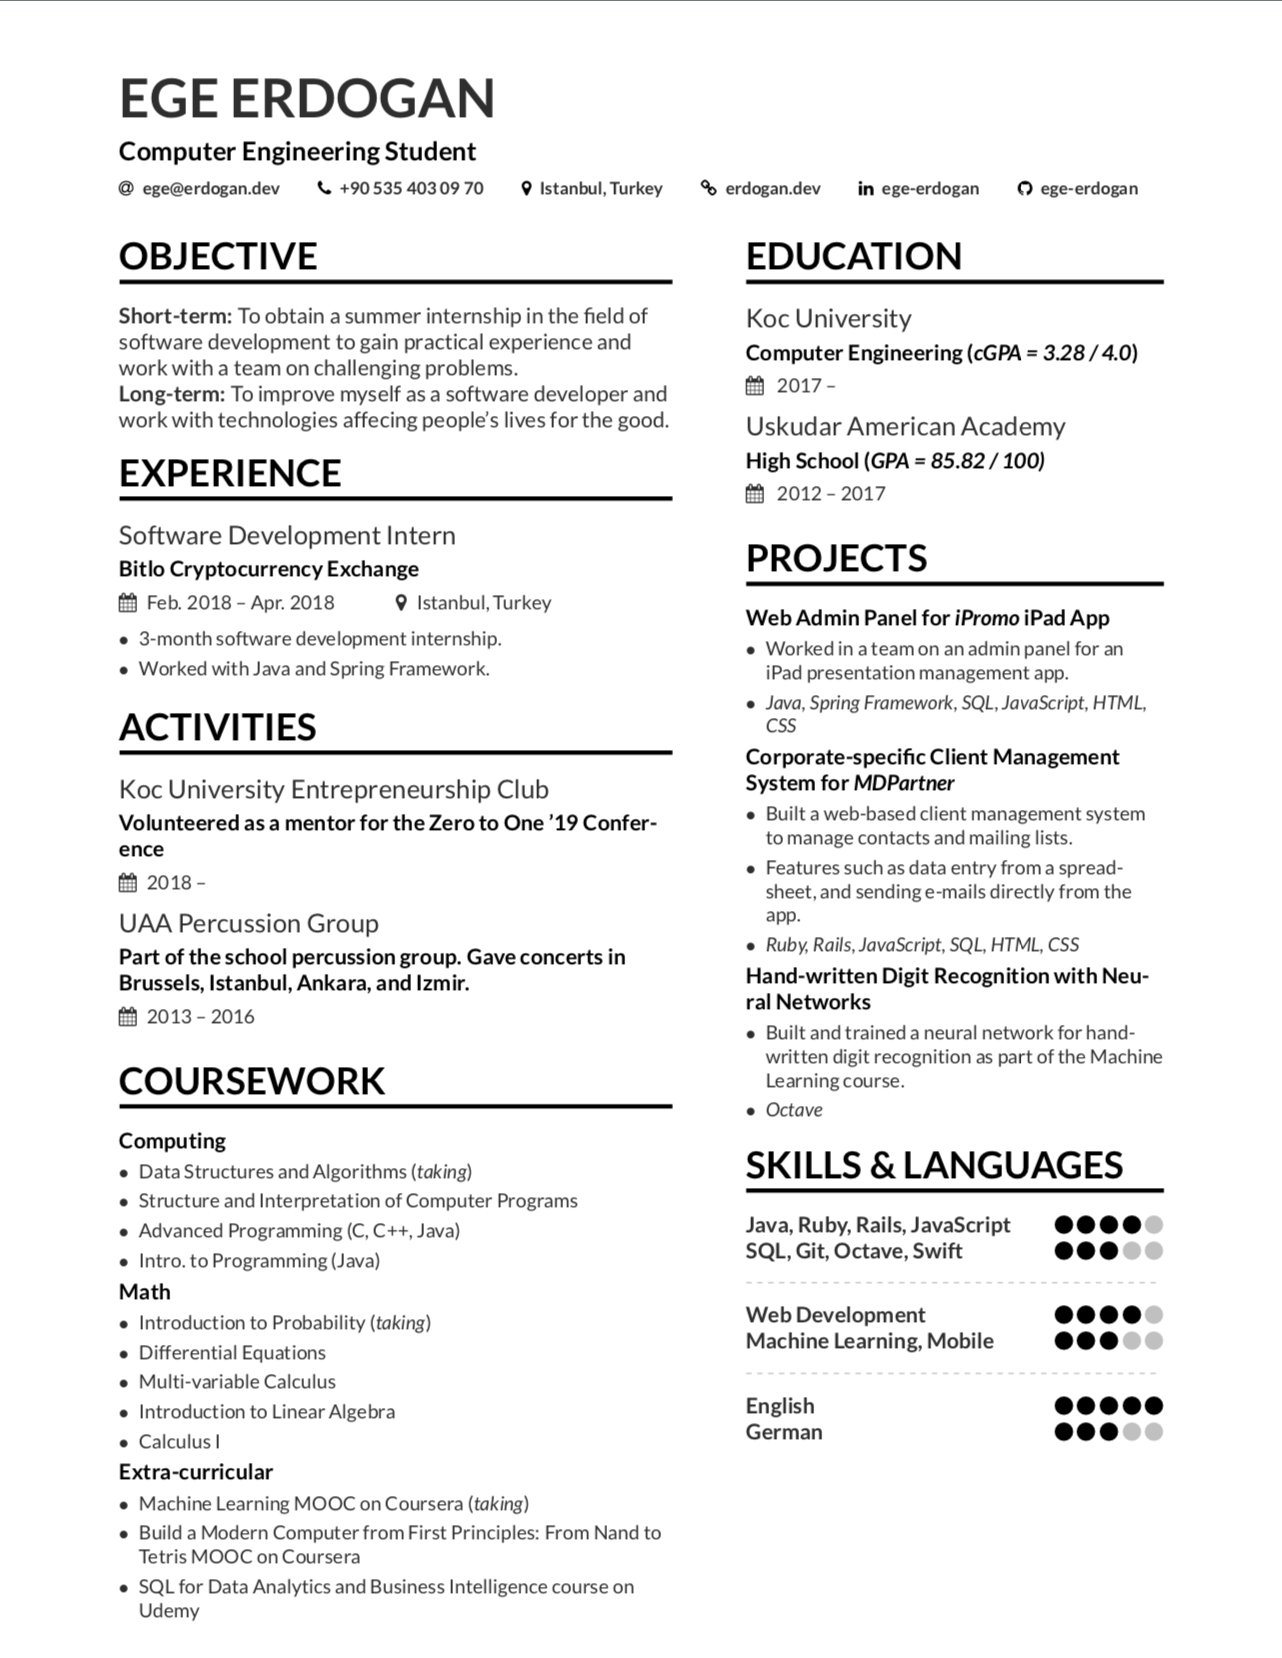 EGE ERDOGAN
Computer Engineering Student
ege@erdogan.dev +90 535 403 09 70 Istanbul, Turkey erdogan.dev ege-erdogan ege-erdogan
OBJECTIVE
Short-term: To obtain a summer internship in the field of
software development to gain practical experience and
work with a team on challenging problems.
Long-term: To improve myself as a software developer and
work with technologies affecing people’s lives for the good.
EXPERIENCE
Software Development Intern
Bitlo Cryptocurrency Exchange
Feb. 2018 – Apr. 2018 Istanbul, Turkey
• 3-month software development internship.
• Worked with Java and Spring Framework.
ACTIVITIES
Koc University Entrepreneurship Club
Volunteered as a mentor for the Zero to One ’19 Confer-
ence
2018 –
UAA Percussion Group
Part of the school percussion group. Gave concerts in
Brussels, Istanbul, Ankara, and Izmir.
2013 – 2016
COURSEWORK
Computing
• Data Structures and Algorithms (taking)
• Structure and Interpretation of Computer Programs
• Advanced Programming (C, C++, Java)
• Intro. to Programming (Java)
Math
• Introduction to Probability (taking)
• Differential Equations
• Multi-variable Calculus
• Introduction to Linear Algebra
• Calculus I
Extra-curricular
• Machine Learning MOOC on Coursera (taking)
• Build a Modern Computer from First Principles: From Nand to
Tetris MOOC on Coursera
• SQL for Data Analytics and Business Intelligence course on
Udemy
EDUCATION
Koc University
Computer Engineering (cGPA = 3.28 / 4.0)
2017 –
Uskudar American Academy
High School (GPA = 85.82 / 100)
2012 – 2017
PROJECTS
Web Admin Panel for iPromo iPad App
• Worked in a team on an admin panel for an
iPad presentation management app.
• Java, Spring Framework, SQL, JavaScript, HTML,
CSS
Corporate-specific Client Management
System for MDPartner
• Built a web-based client management system
to manage contacts and mailing lists.
• Features such as data entry from a spread-
sheet, and sending e-mails directly from the
app.
• Ruby, Rails, JavaScript, SQL, HTML, CSS
Hand-written Digit Recognition with Neu-
ral Networks
• Built and trained a neural network for hand-
written digit recognition as part of the Machine
Learning course.
• Octave
SKILLS & LANGUAGES
Java, Ruby, Rails, JavaScript
SQL, Git, Octave, Swift
Web Development
Machine Learning, Mobile
English
German